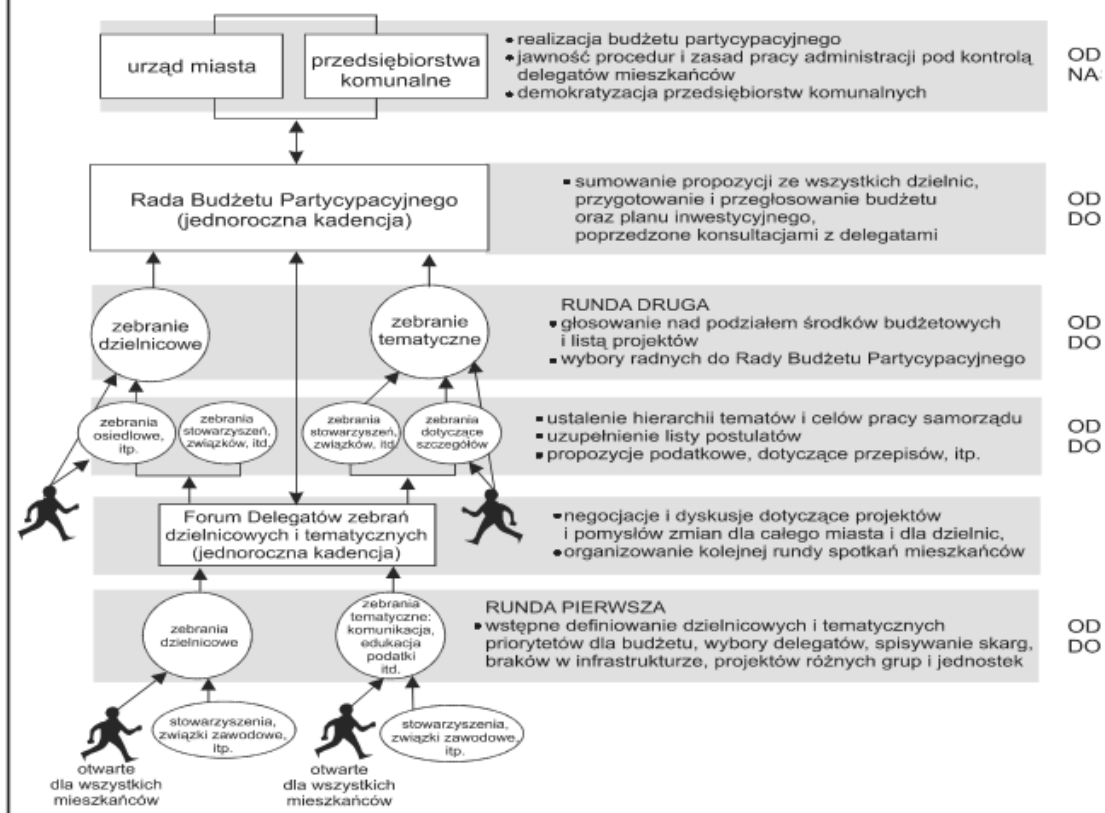 urząd miasta
przedsiębiorstwa
komunalne
• realizacja budżetu partycypacyjnego
• jawność procedur i zasad pracy administracji pod kontrolą
delegatów mieszkańców
• demokratyzacja przedsiębiorstw komunalnych
OD
NA
Rada Budżetu Partycypacyjnego
(jednoroczna kadencja)
▪ sumowanie propozycji ze wszystkich dzielnic,
przygotowanie i przegłosowanie budżetu
oraz planu inwestycyjnego,
poprzedzone konsultacjami z delegatami
OD
DO
zebranie
dzielnicowe
zebranie
tematyczne
RUNDA DRUGA
• głosowanie nad podziałem środków budżetowych
i listą projektów
▪ wybory radnych do Rady Budżetu Partycypacyjnego
OD
DO
zebrania
osiedlowe,
itp.
zebrania
stowarzyszeń,
związków, itd.
zebrania
stowarzyszeń,
związków, itd
zebrania
dotyczące
szczegółów
▪ ustalenie hierarchii tematów i celów pracy samorządu
▪ uzupełnienie listy postulatów
• propozycje podatkowe, dotyczące przepisów, itp.
OD
DO
Forum Delegatów zebrań
dzielnicowych i tematycznych
(jednoroczna kadencja)
• negocjacje i dyskusje dotyczące projektów
i pomysłów zmian dla całego miasta i dla dzielnic,
• organizowanie kolejnej rundy spotkań mieszkańców
zebrania
dzielnicowe
zebrania
tematyczne:
komunikacja,
edukacja
podatki
itd.
RUNDA PIERWSZA
• wstępne definiowanie dzielnicowych i tematycznych
priorytetów dla budżetu, wybory delegatów, spisywanie skarg,
braków w infrastrukturze, projektów różnych grup i jednostek
OD
DO
stowarzyszenia,
związki zawodowe,
itp.
stowarzyszenia,
związki zawodowe,
itp.
otwarte
dla wszystkich
mieszkańców
otwarte
dla wszystkich
mieszkańców